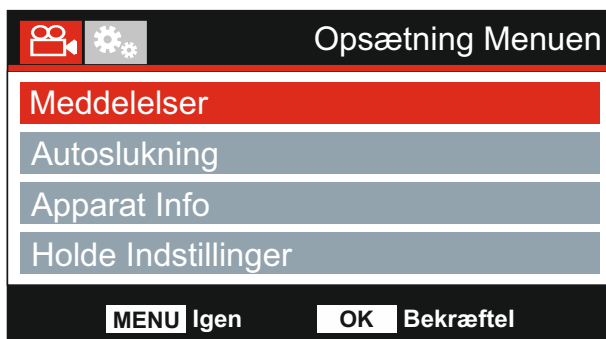 Opsætning Menuen
Meddelelser
Autoslukning
Apparat Info
Holde Indstillinger
MENU Igen OK Bekræftel